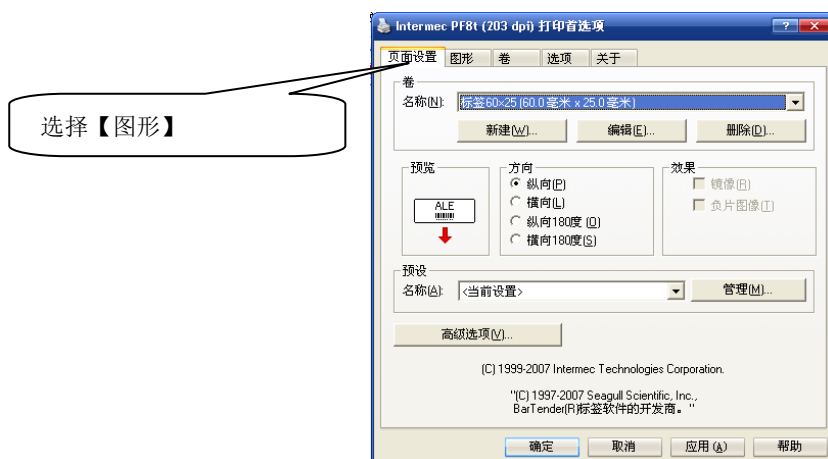 Intermec PF8t (203 dpi) 打印首选项
页面设置 图形 卷 选项 关于
选择【图形】
卷
名称(N): 标签60×25 (60.0 毫米 x 25.0 毫米)
新建(W)... 编辑(E)... 删除(D)...
预览
ALE
方向
纵向(P)
横向(L)
纵向180度 (O)
横向180度(S)
效果
镜像(R)
负片图像(T)
预设
名称(A): <当前设置> 管理(M)...
高级选项(V)...
(C) 1999-2007 Intermec Technologies Corporation.
"(C) 1997-2007 Seagull Scientific, Inc.,
BarTender(R)标签软件的开发商。"
确定 取消 应用(A) 帮助